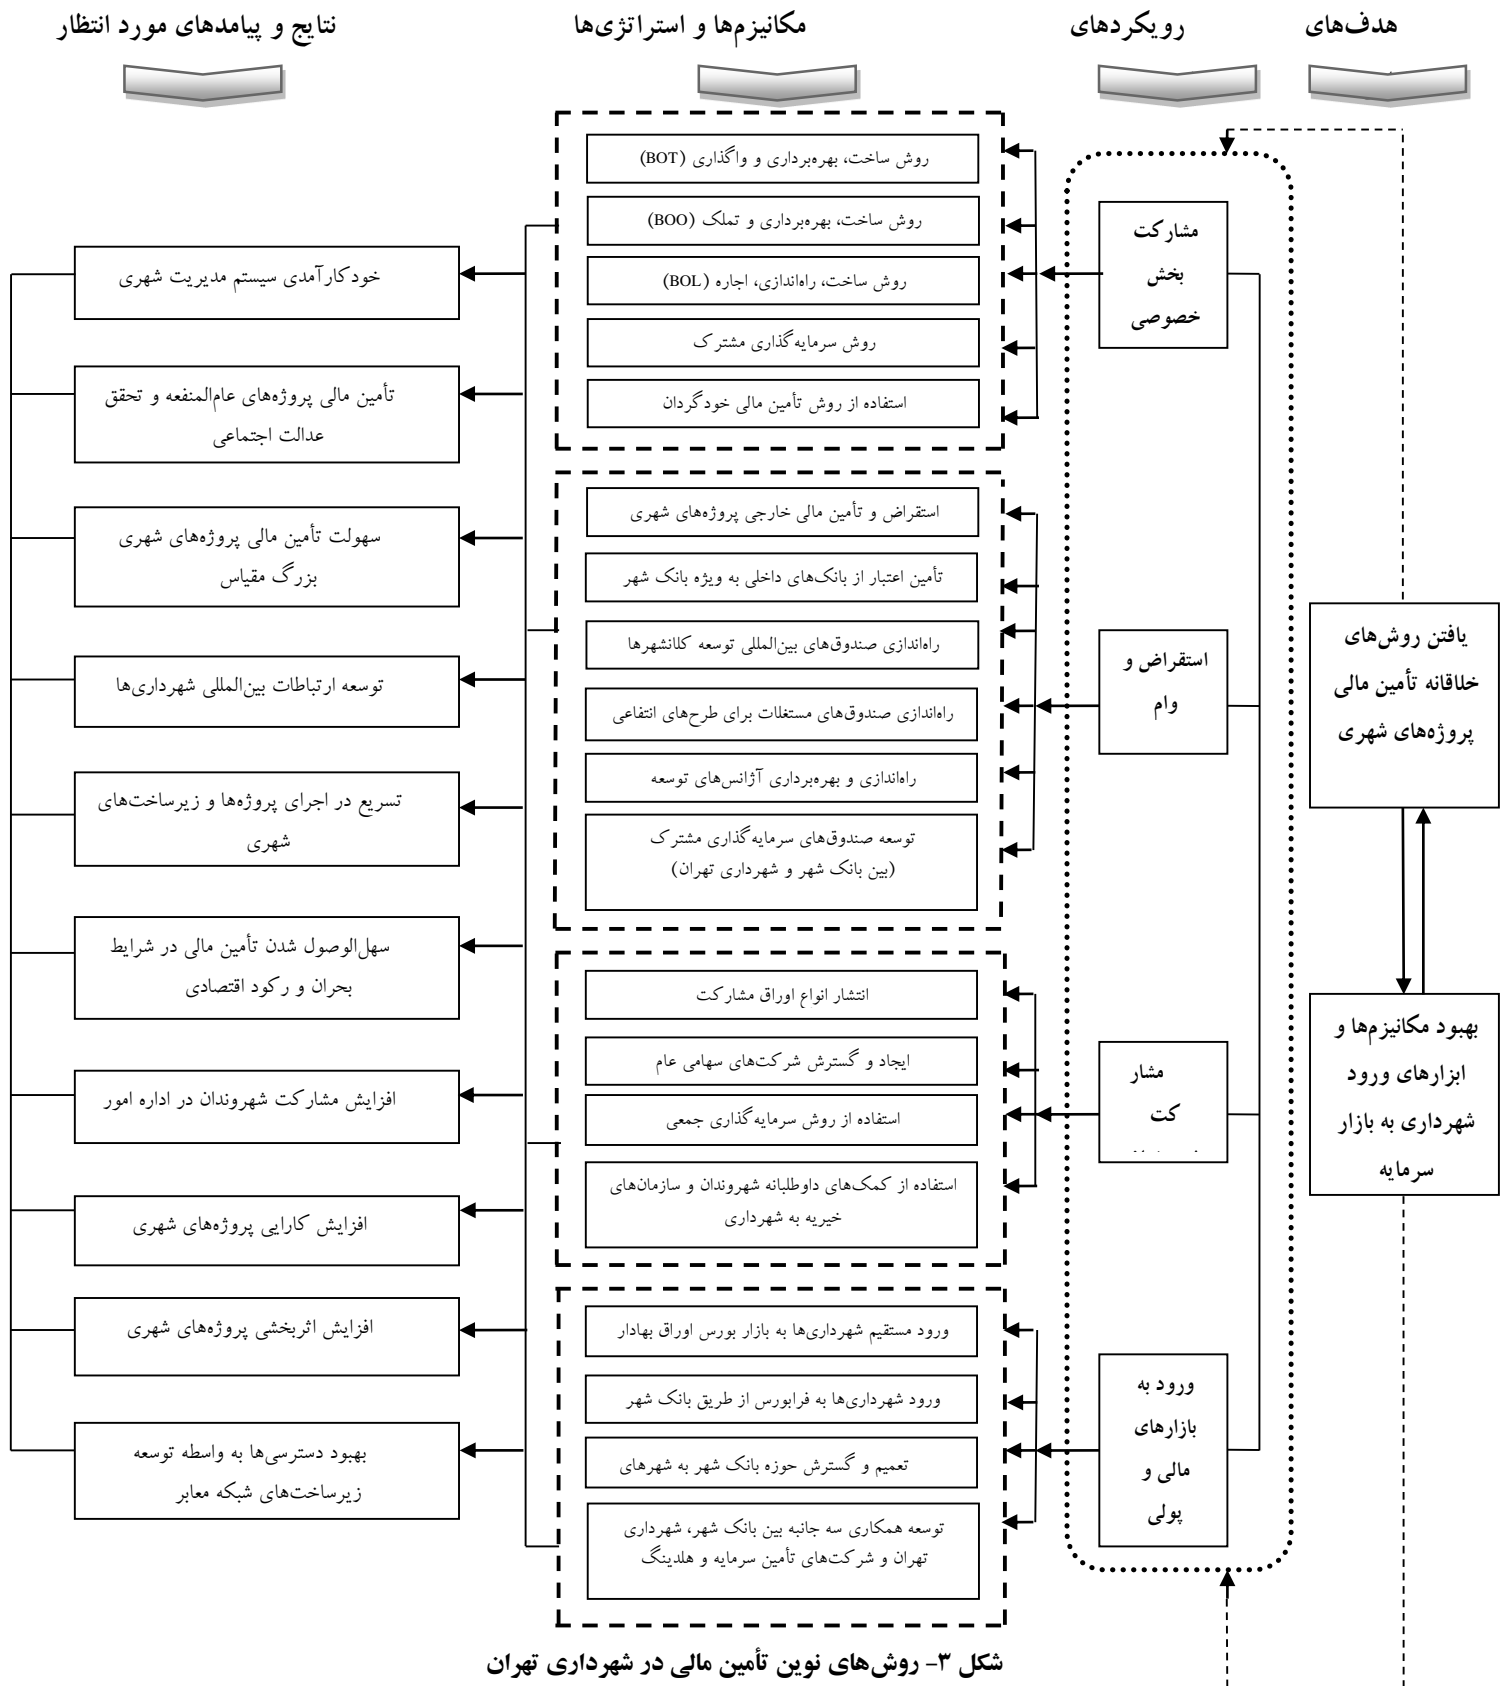 هدف‌های
رویکردهای
مکانیزم‌ها و استراتژی‌ها
نتایج و پیامدهای مورد انتظار
یافتن روش‌های
خلاقانه تأمین مالی
پروژه‌های شهری
بهبود مکانیزم‌ها و
ابزارهای ورود
شهرداری به بازار
سرمایه
مشارکت
بخش
خصوصی
استقراض و
وام
مشار
کت
ورود به
بازارهای
مالی و
پولی
روش ساخت، بهره‌برداری و واگذاری (BOT)
روش ساخت، بهره‌برداری و تملک (BOO)
روش ساخت، راه‌اندازی، اجاره (BOL)
روش سرمایه‌گذاری مشترک
استفاده از روش تأمین مالی خودگردان
استقراض و تأمین مالی خارجی پروژه‌های شهری
تأمین اعتبار از بانک‌های داخلی به ویژه بانک شهر
راه‌اندازی صندوق‌های بین‌المللی توسعه کلانشهرها
راه‌اندازی صندوق‌های مستغلات برای طرح‌های انتفاعی
راه‌اندازی و بهره‌برداری آژانس‌های توسعه
توسعه صندوق‌های سرمایه‌گذاری مشترک
(بین بانک شهر و شهرداری تهران)
انتشار انواع اوراق مشارکت
ایجاد و گسترش شرکت‌های سهامی عام
استفاده از روش سرمایه‌گذاری جمعی
استفاده از کمک‌های داوطلبانه شهروندان و سازمان‌های
خیریه به شهرداری
ورود مستقیم شهرداری‌ها به بازار بورس اوراق بهادار
ورود شهرداری‌ها به فرابورس از طریق بانک شهر
تعمیم و گسترش حوزه بانک شهر به شهرهای
توسعه همکاری سه جانبه بین بانک شهر، شهرداری
تهران و شرکت‌های تأمین سرمایه و هلدینگ
خودکارآمدی سیستم مدیریت شهری
تأمین مالی پروژه‌های عام‌المنفعه و تحقق
عدالت اجتماعی
سهولت تأمین مالی پروژه‌های شهری
بزرگ مقیاس
توسعه ارتباطات بین‌المللی شهرداری‌ها
تسریع در اجرای پروژه‌ها و زیرساخت‌های
شهری
سهل‌الوصول شدن تأمین مالی در شرایط
بحران و رکود اقتصادی
افزایش مشارکت شهروندان در اداره امور
افزایش کارایی پروژه‌های شهری
افزایش اثربخشی پروژه‌های شهری
بهبود دسترسی‌ها به واسطه توسعه
زیرساخت‌های شبکه معابر
شکل ۳- روش‌های نوین تأمین مالی در شهرداری تهران